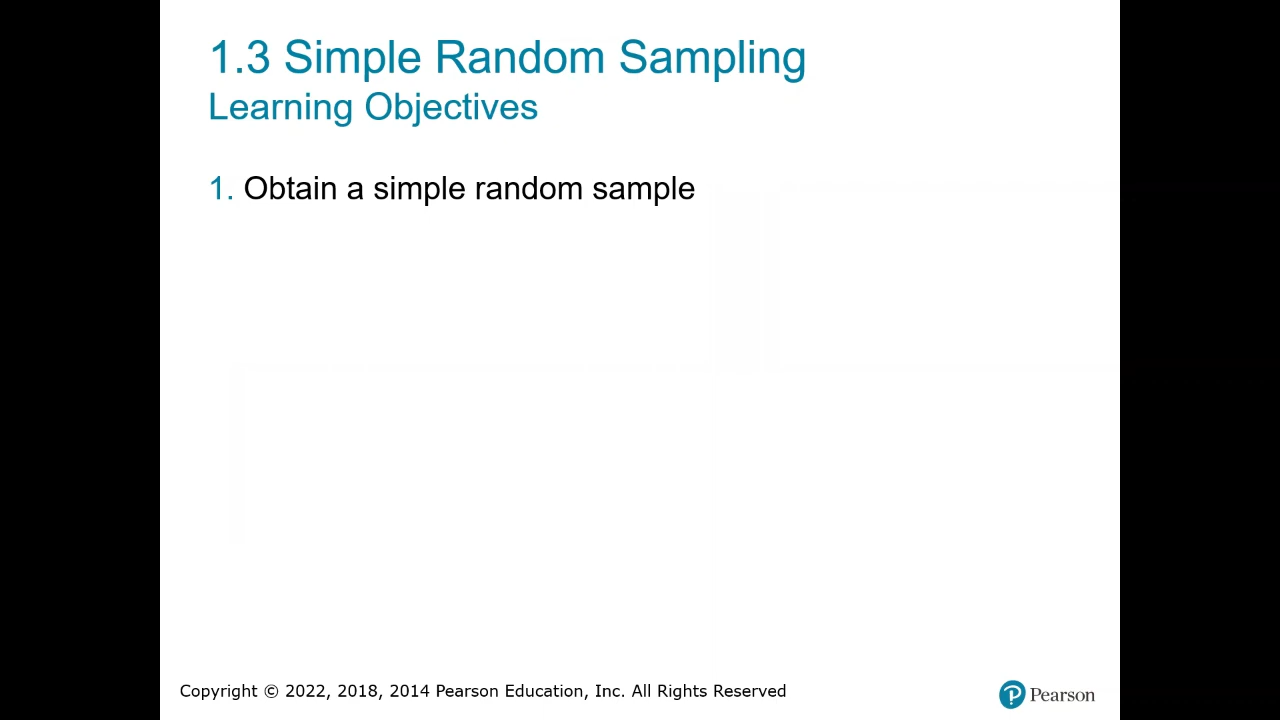 1.3 Simple Random Sampling
Learning Objectives
1. Obtain a simple random sample
Copyright © 2022, 2018, 2014 Pearson Education, Inc. All Rights Reserved
Pearson